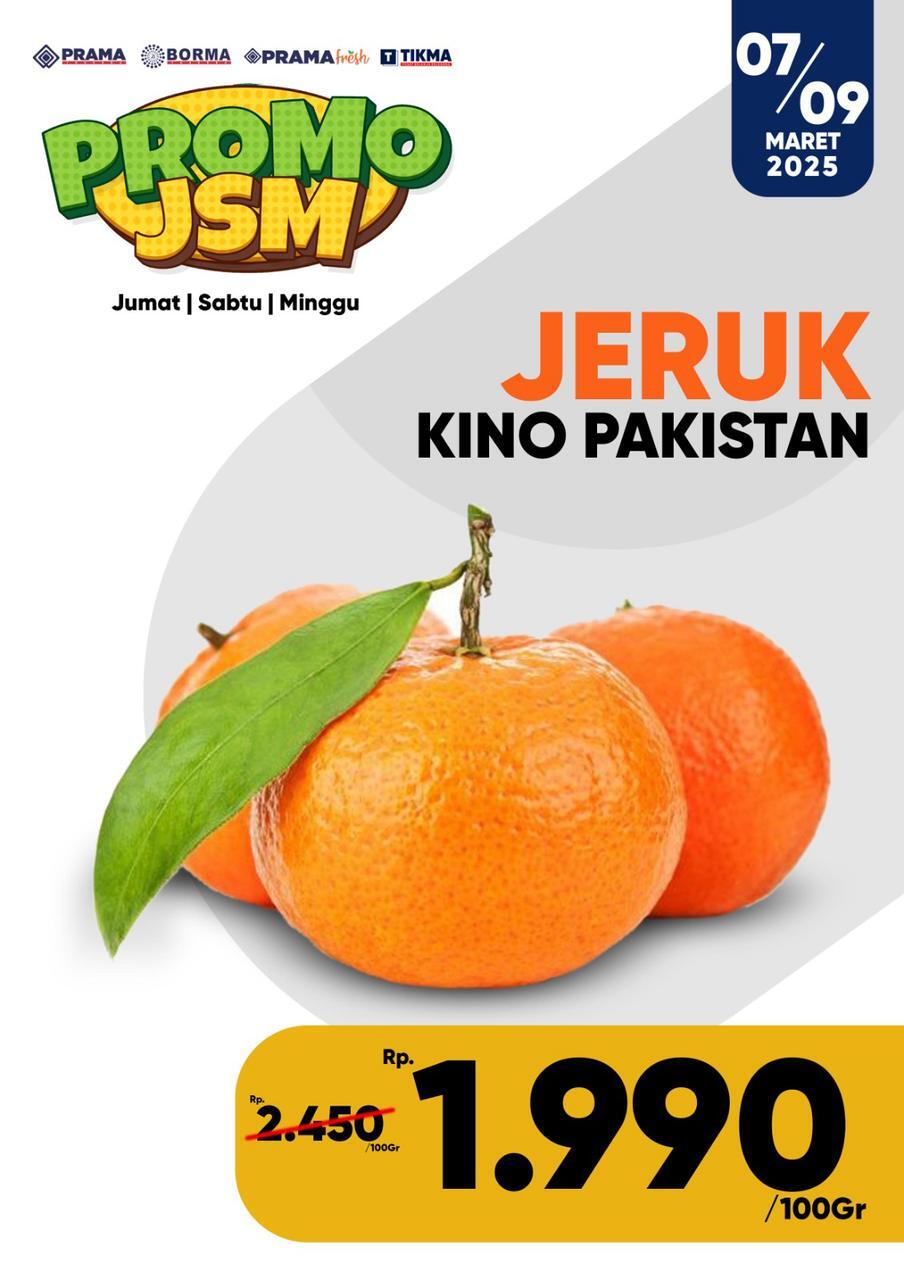 PRAMA BORMA PRAMA fresh TIKMA
07/09
MARET
2025
PROMO
JSM
Jumat | Sabtu | Minggu
JERUK
KINO PAKISTAN
Rp. 2.450 /100Gr
Rp. 1.990 /100Gr